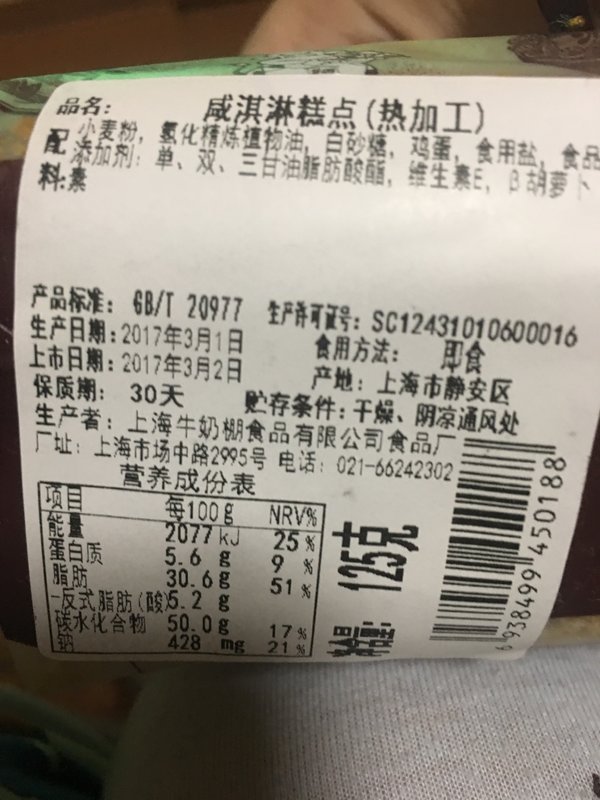 品名： 咸淇淋糕点(热加工)
配料： 小麦粉，氢化精炼植物油，白砂糖，鸡蛋，食用盐，食品
添加剂：单、双、三甘油脂肪酸酯，维生素E，β胡萝卜
素
产品标准： GB/T 20977 生产许可证号：SC12431010600016
生产日期：2017年3月1日 食用方法： 即食
上市日期：2017年3月2日 产地：上海市静安区
保质期： 30天 贮存条件：干燥、阴凉通风处
生产者：上海牛奶棚食品有限公司食品厂
厂址：上海市场中路2995号 电话：021-66242302
营养成份表
项目 每100g NRV%
能量 2077kJ 25%
蛋白质 5.6 g 9 %
脂肪 30.6g 51 %
-反式脂肪(酸)5.2 g
碳水化合物 50.0g 17%
钠 428 mg 21%
净含量: 125克
6 938499 450188